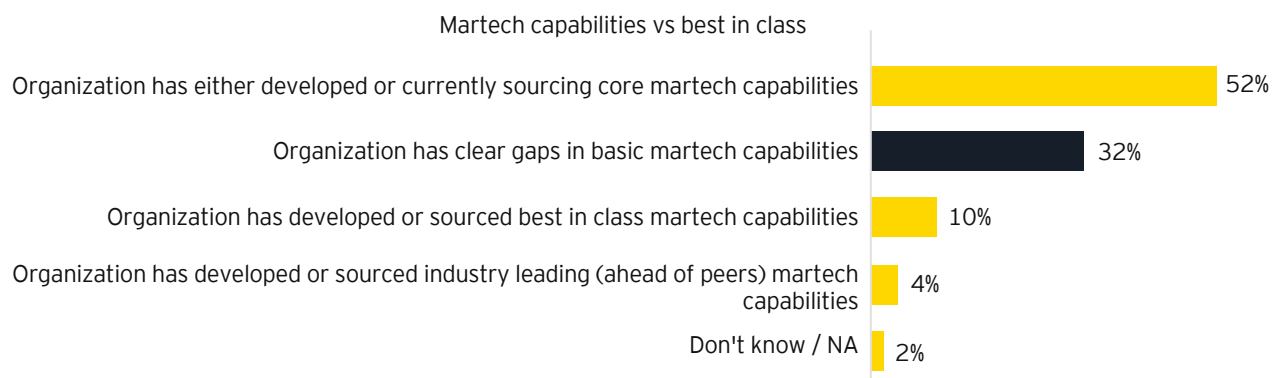 Martech capabilities vs best in class
Organization has either developed or currently sourcing core martech capabilities
52%
Organization has clear gaps in basic martech capabilities
32%
Organization has developed or sourced best in class martech capabilities
10%
Organization has developed or sourced industry leading (ahead of peers) martech
capabilities
4%
Don't know / NA
2%